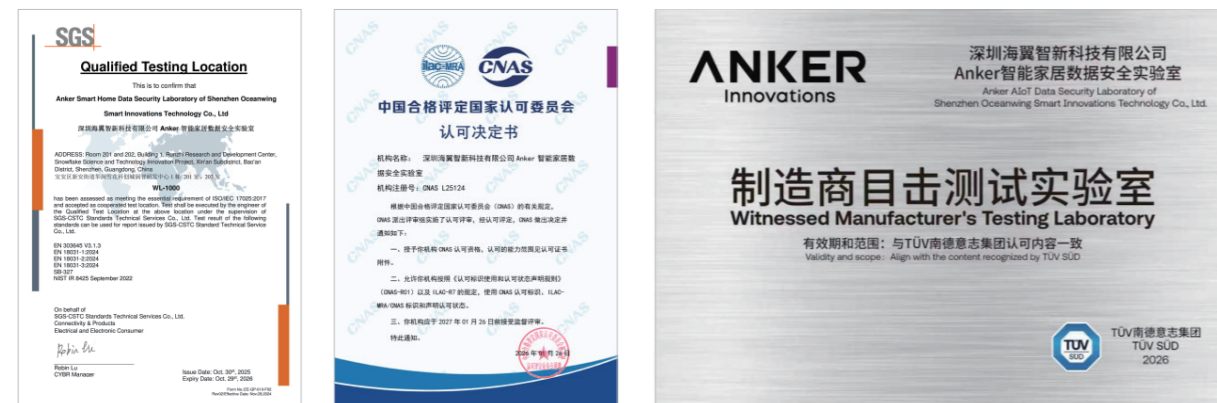 SGS
Qualified Testing Location
This is to confirm that
Anker Smart Home Data Security Laboratory of Shenzhen Oceanwing
Smart Innovations Technology Co., Ltd
深圳海翼智新科技有限公司 Anker 智能家居数据安全实验室
ADDRESS: Room 201 and 202, Building 1, Runzhi Research and Development Center,
Snowflake Science and Technology Innovation Project, Xin'an Subdistrict, Bao'an
District, Shenzhen, Guangdong, China
WL-1000
has been assessed as meeting the essential requirement of ISO/IEC 17025:2017
and accepted as cooperated test location. Test shall be executed by the engineer of
the Qualified Test Location at the above location under the supervision of
SGS-CSTC Standards Technical Services Co., Ltd. Test result of the following
standards can be used for report issued by SGS-CSTC Standard Technical Service
Co., Ltd.
EN 303645 V3.1.3
EN 18031-1:2024
EN 18031-2:2024
EN 18031-3:2024
SB-327
NIST IR 8425 September 2022
On behalf of
SGS-CSTC Standards Technical Services Co., Ltd.
Connectivity & Products
Electrical and Electronic Consumer
Robin Lu
Robin Lu
CYBR Manager
Issue Date: Oct. 30th, 2025
Expiry Date: Oct. 29th, 2026
ilac-MRA
CNAS
中国合格评定国家认可委员会
认可决定书
机构名称： 深圳海翼智新科技有限公司 Anker 智能家居数
据安全实验室
机构注册号：CNAS L25124
根据中国合格评定国家认可委员会（CNAS）的有关规定，
CNAS 派出评审组实施了认可评审。经认可评定，CNAS 做出决定并
通知如下：
一、授予你机构 CNAS 认可资格，认可的能力范围见认可证书
附件。
二、允许你机构按照《认可标识使用和认可状态声明规则》
（CNAS-R01）以及 ILAC-R7 的规定，使用 CNAS 认可标识、ILAC-
MRA/CNAS 标识和声明认可状态。
三、你机构应于 2027 年 01 月 26 日前接受监督评审。
特此通知。
2026 年 01 月 26 日
ANKER
Innovations
深圳海翼智新科技有限公司
Anker智能家居数据安全实验室
Anker AIoT Data Security Laboratory of
Shenzhen Oceanwing Smart Innovations Technology Co., Ltd.
制造商目击测试实验室
Witnessed Manufacturer's Testing Laboratory
有效期和范围：与TÜV南德意志集团认可内容一致
Validity and scope：Align with the content recognized by TÜV SÜD
TÜV
SÜD
TÜV南德意志集团
TÜV SÜD
2026